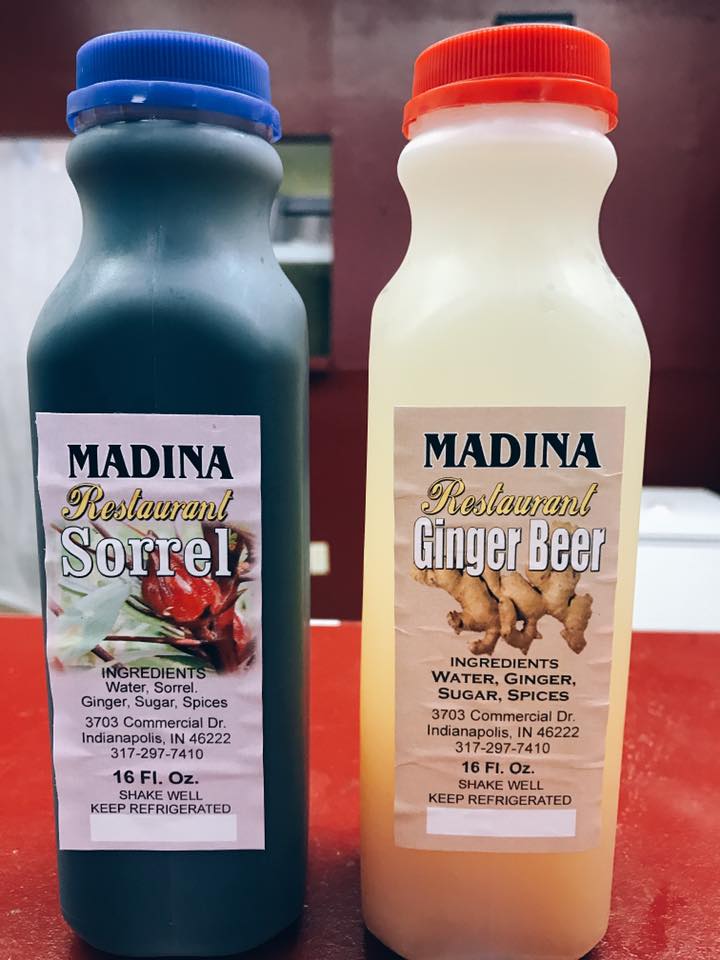 MADINA
Restaurant
Sorrel
INGREDIENTS
Water, Sorrel.
Ginger, Sugar, Spices
3703 Commercial Dr.
Indianapolis, IN 46222
317-297-7410
16 Fl. Oz.
SHAKE WELL
KEEP REFRIGERATED
MADINA
Restaurant
Ginger Beer
INGREDIENTS
WATER, GINGER,
SUGAR, SPICES
3703 Commercial Dr.
Indianapolis, IN 46222
317-297-7410
16 Fl. Oz.
SHAKE WELL
KEEP REFRIGERATED